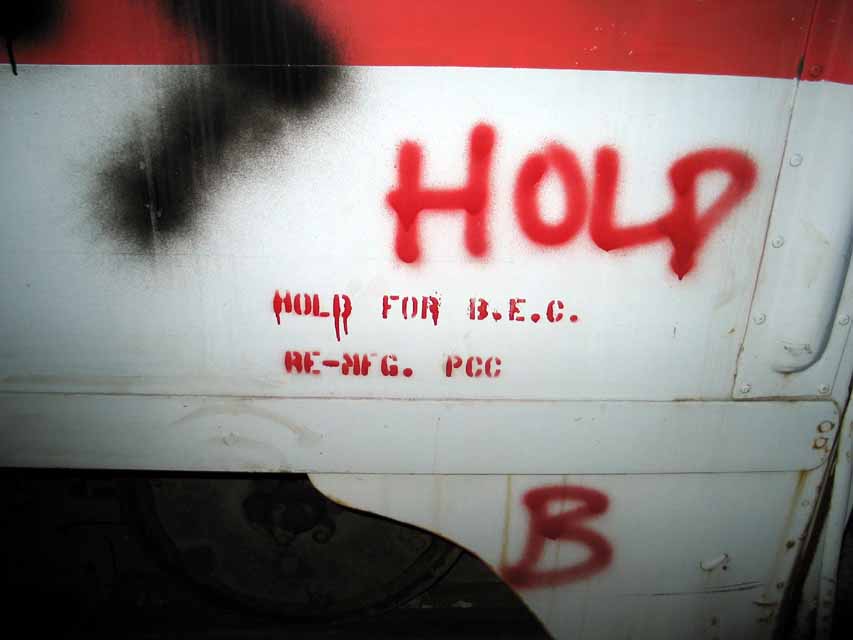 HOLD
HOLD FOR B.E.C.
RE-MFG. PCC
B